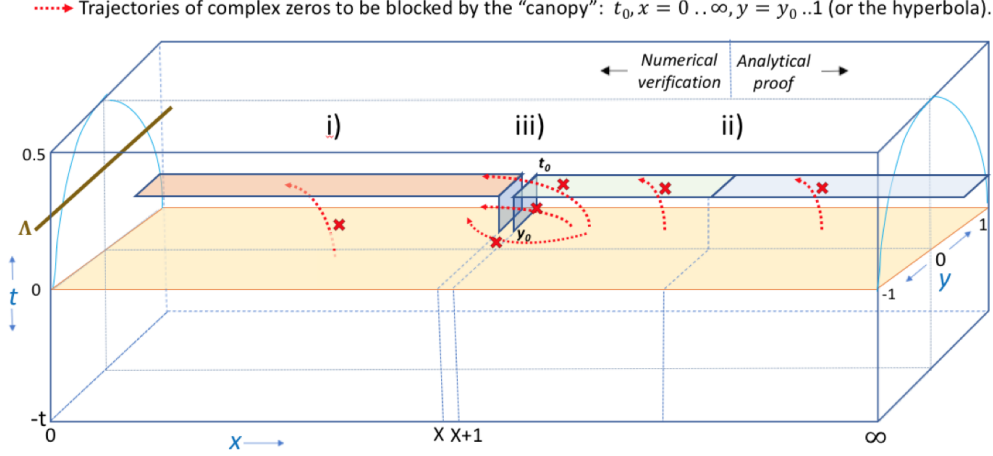 Trajectories of complex zeros to be blocked by the “canopy”: t₀, x = 0 ..∞, y = y₀ ..1 (or the hyperbola).
Numerical verification
Analytical proof
i)
iii)
ii)
0.5
t₀
Λ
y₀
1
0
y
t
0
-1
-t
0
x
X X+1
∞